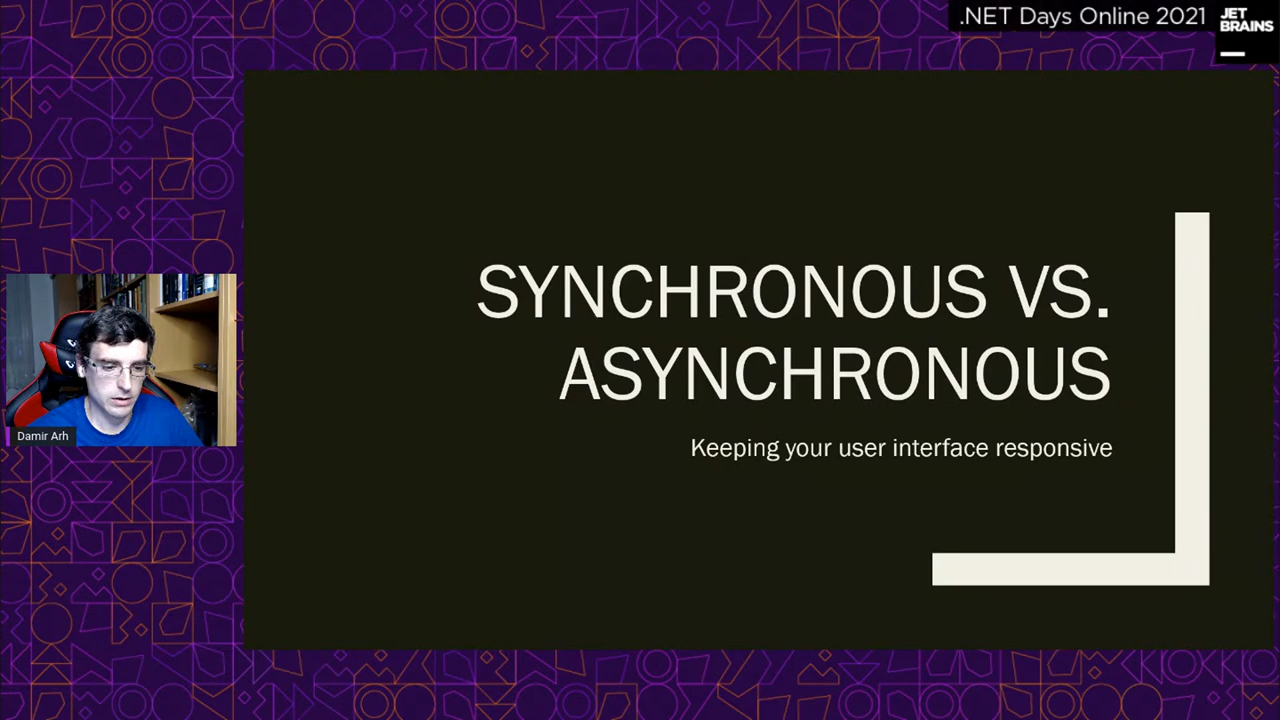 .NET Days Online 2021
JET
BRAINS
SYNCHRONOUS VS.
ASYNCHRONOUS
Keeping your user interface responsive
Damir Arh